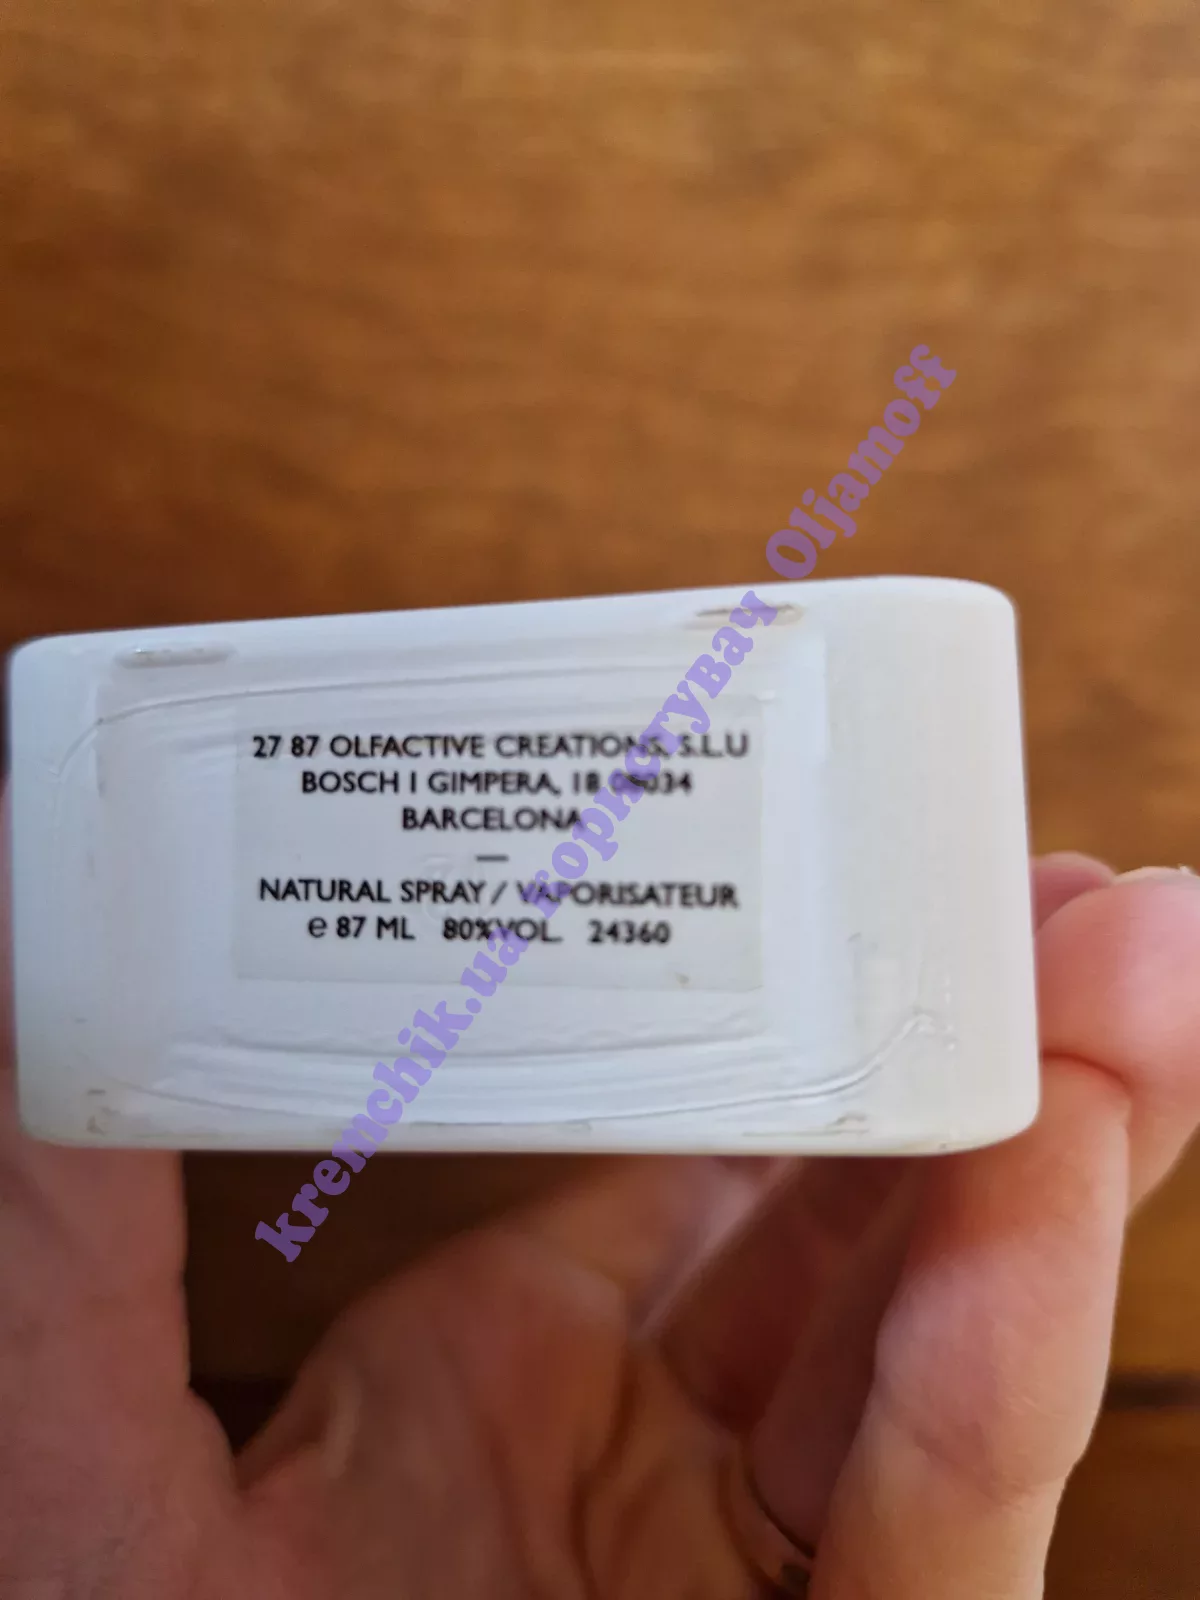 27 87 OLFACTIVE CREATIONS, S.L.U
BOSCH I GIMPERA, 18 08034
BARCELONA
—
NATURAL SPRAY / VAPORISATEUR
e 87 ML 80%VOL. 24360
kremchik.ua користувач Oljamoff